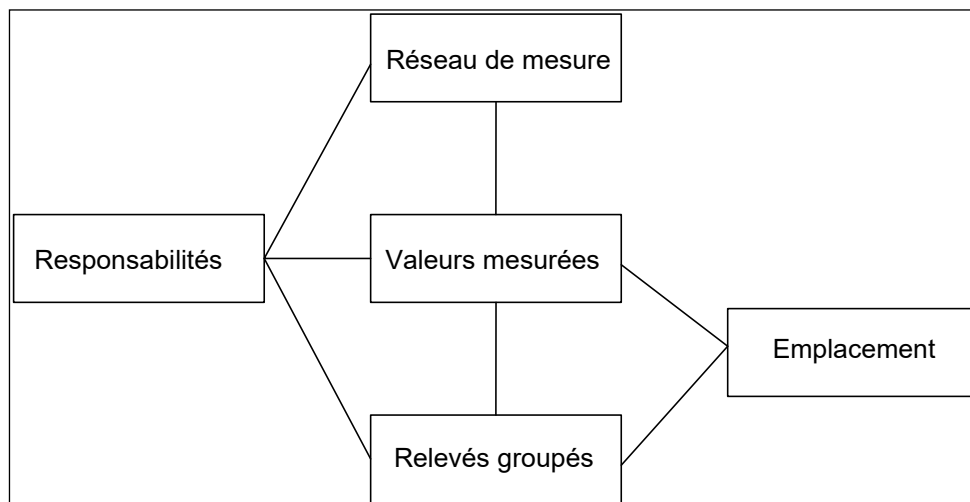 Réseau de mesure
Responsabilités
Valeurs mesurées
Emplacement
Relevés groupés